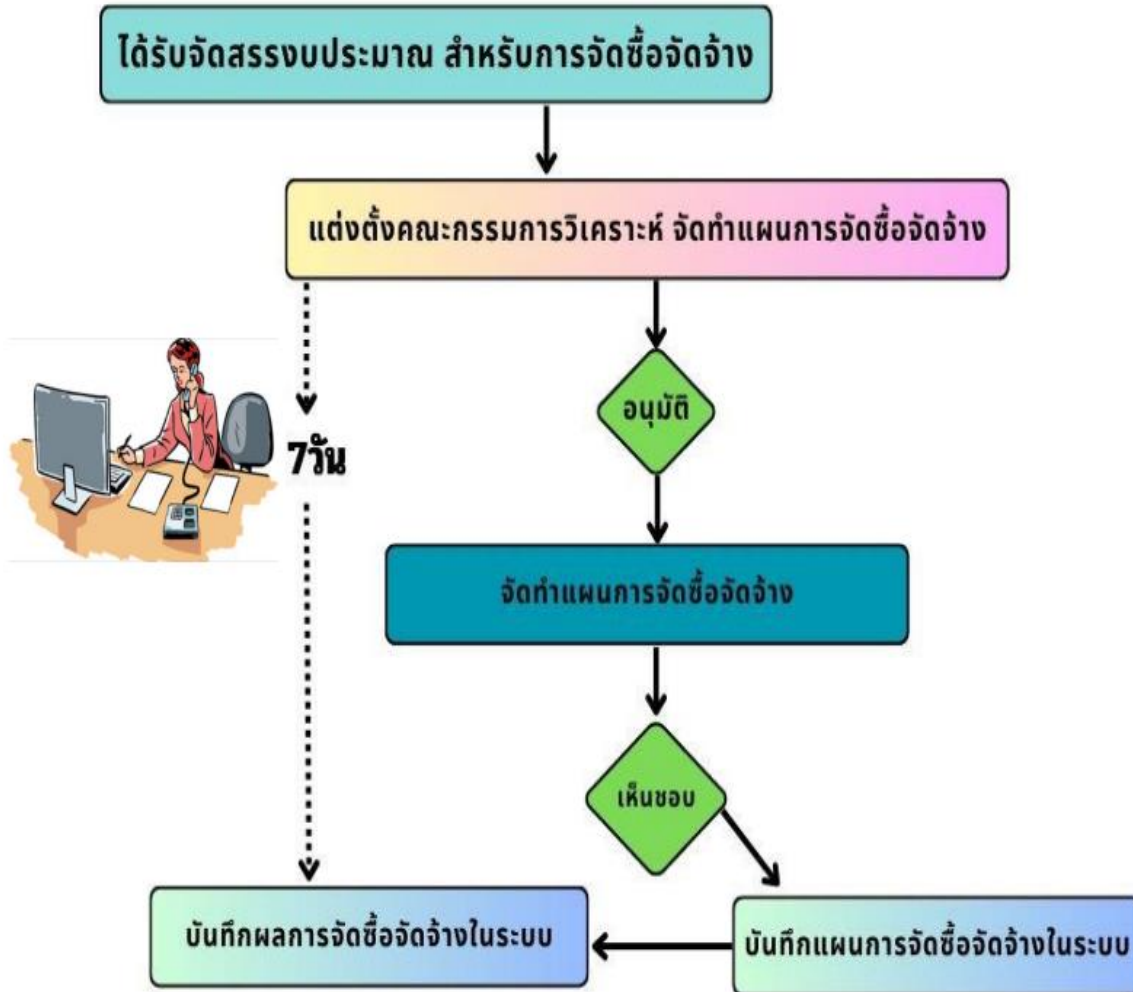 ได้รับจัดสรรงบประมาณ สำหรับการจัดซื้อจัดจ้าง
แต่งตั้งคณะกรรมการวิเคราะห์ จัดทำแผนการจัดซื้อจัดจ้าง
อนุมัติ
7วัน
จัดทำแผนการจัดซื้อจัดจ้าง
เห็นชอบ
บันทึกผลการจัดซื้อจัดจ้างในระบบ
บันทึกแผนการจัดซื้อจัดจ้างในระบบ